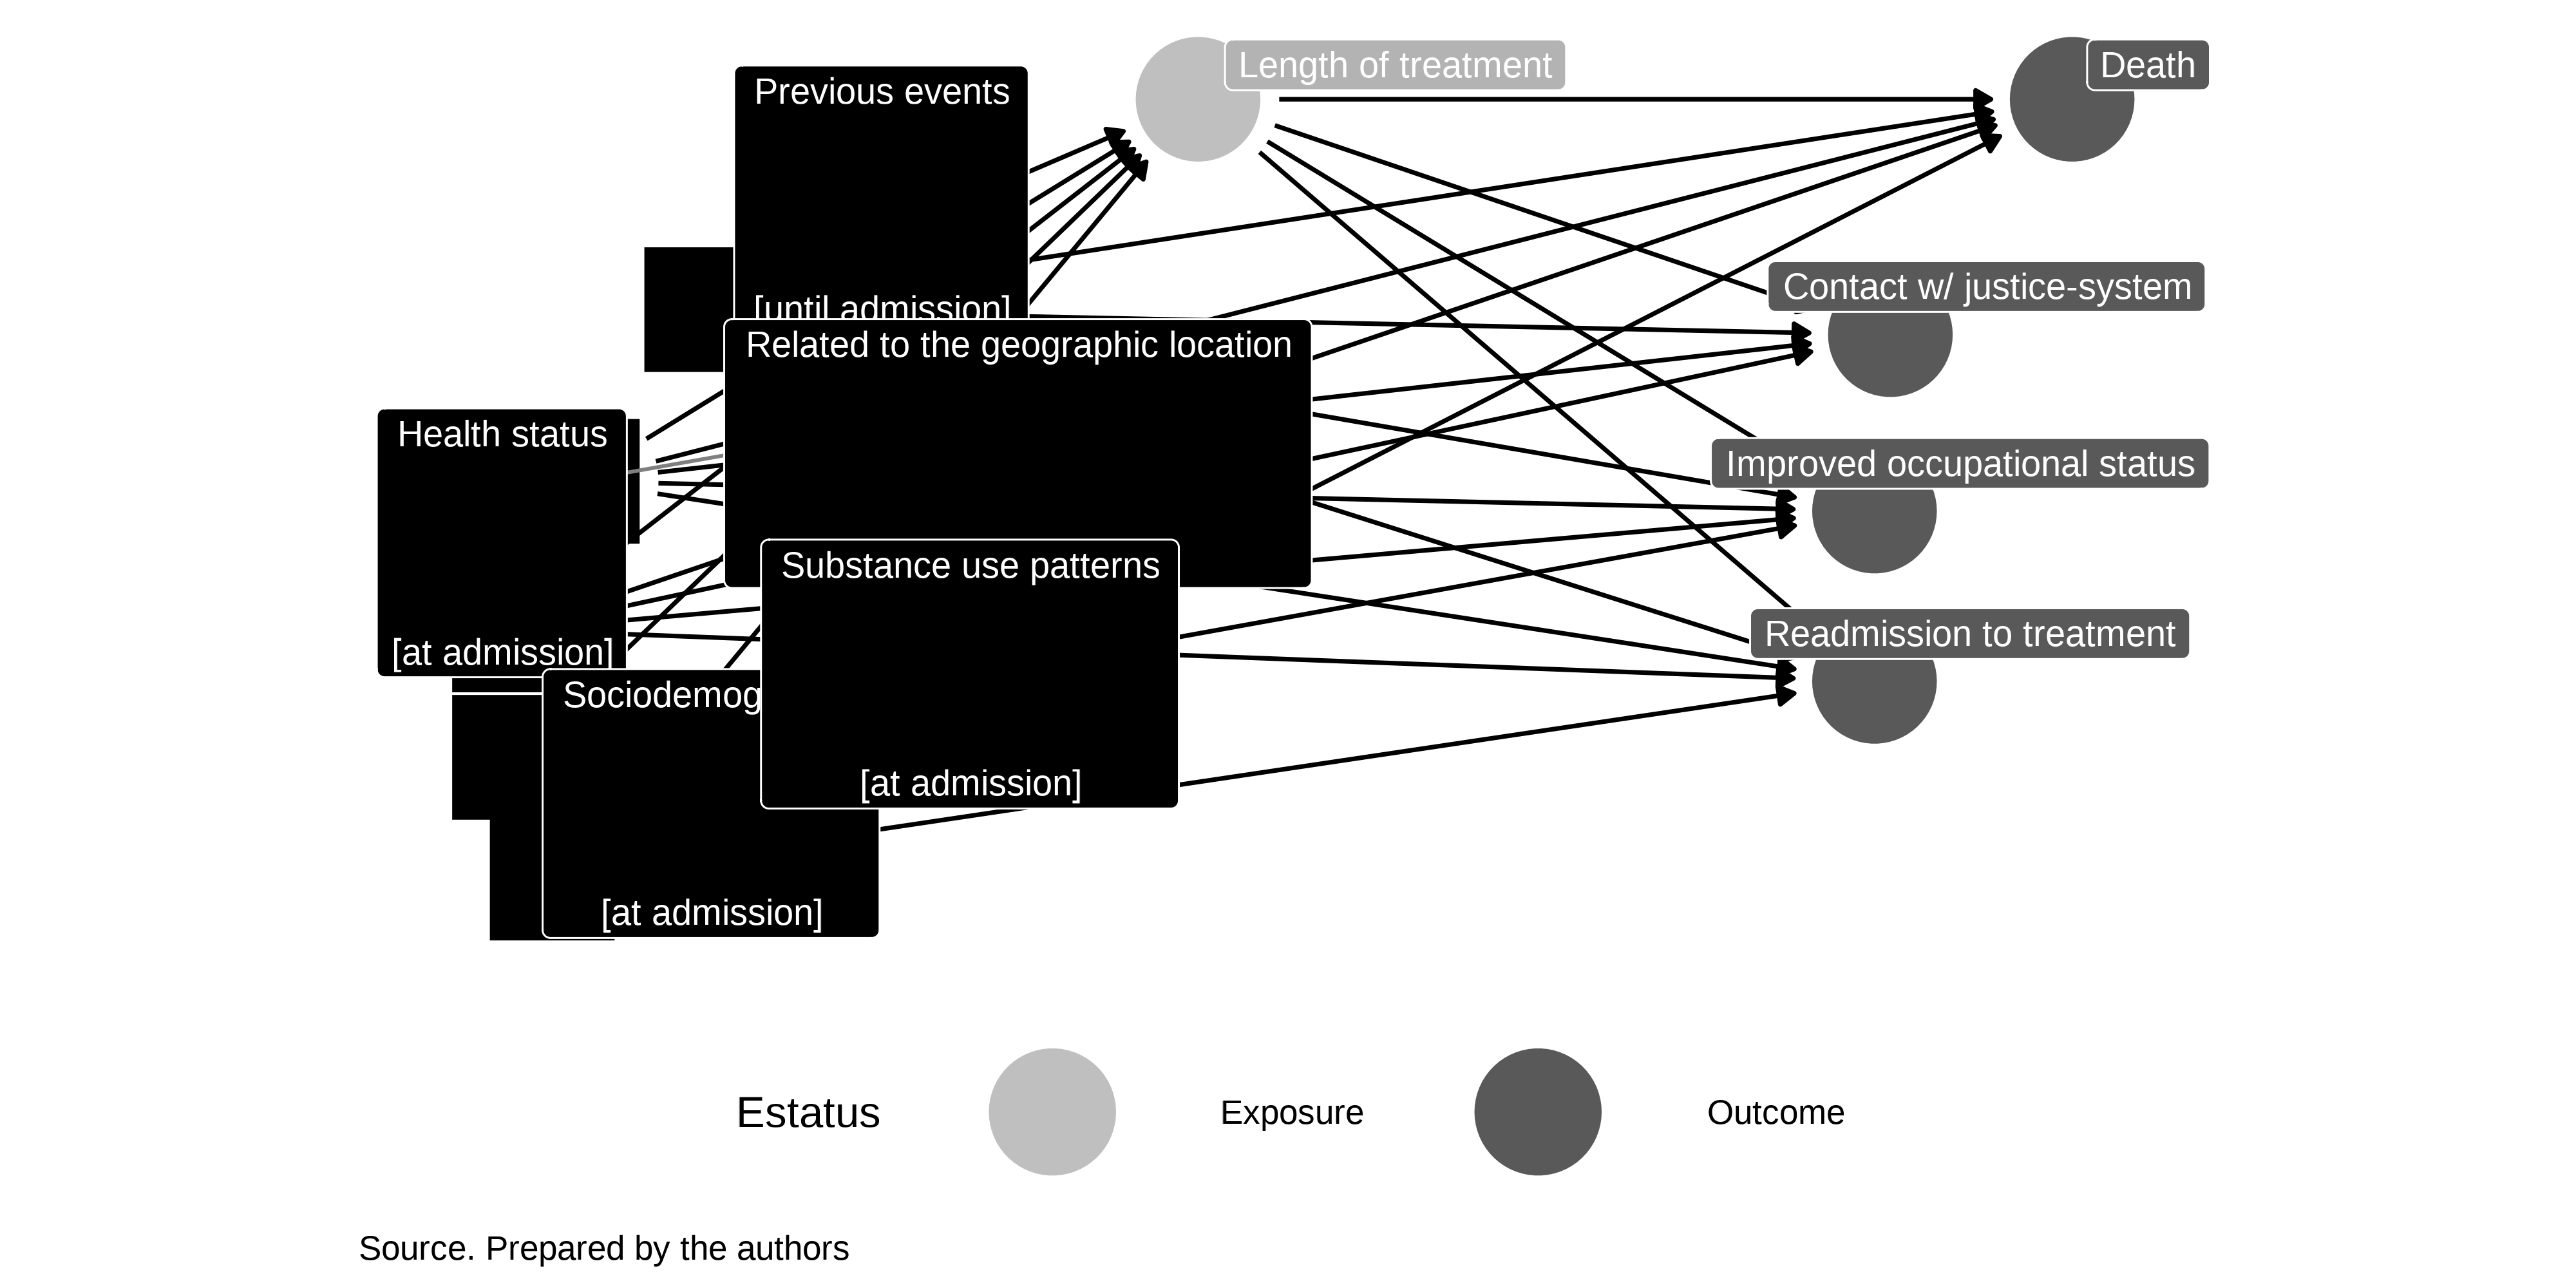 Length of treatment
Death
Previous events
[until admission]
Contact w/ justice-system
Related to the geographic location
Health status
Improved occupational status
Substance use patterns
Readmission to treatment
[at admission]
Sociodemog
[at admission]
[at admission]
Estatus
Exposure
Outcome
Source. Prepared by the authors